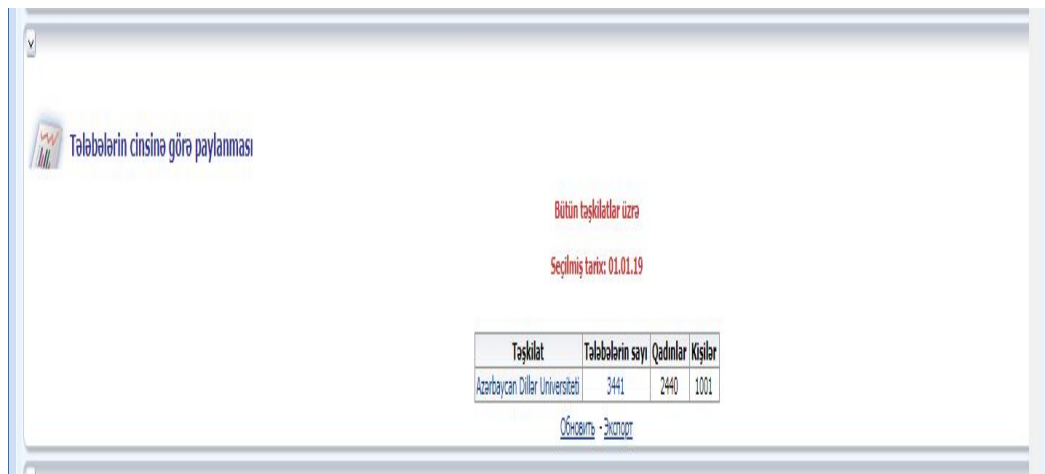 Tələbələrin cinsinə görə paylanması
Bütün təşkilatlar üzrə
Seçilmiş tarix: 01.01.19
Təşkilat Tələbələrin sayı Qadınlar Kişilər
Azərbaycan Dillər Universiteti 3441 2440 1001
Обновить - Экспорт